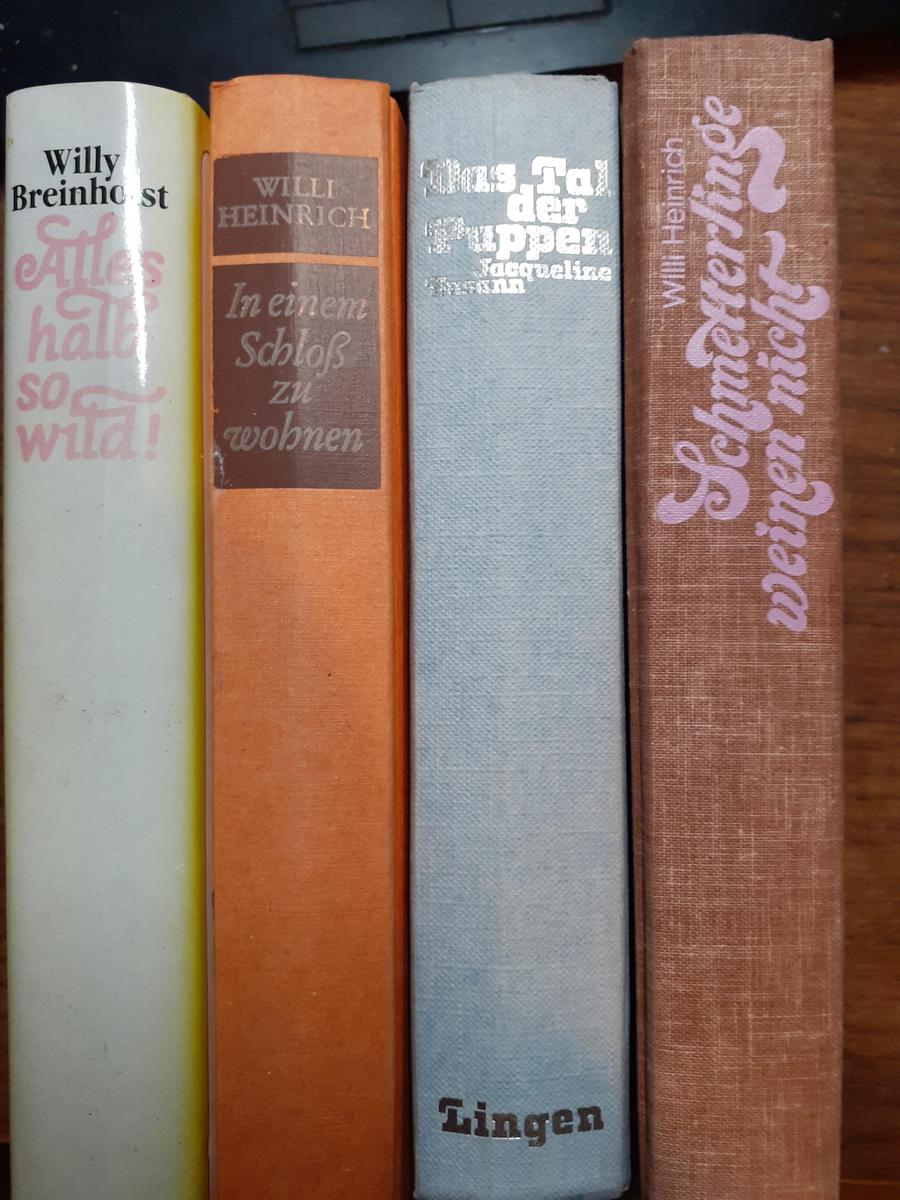 Willy
Breinholst
Alles
halb
so
wild!
WILLI
HEINRICH
In einem
Schloß
zu
wohnen
Das Tal
der
Puppen
Jacqueline
Susann
Lingen
Willi Heinrich
Schmetterlinge
weinen nicht